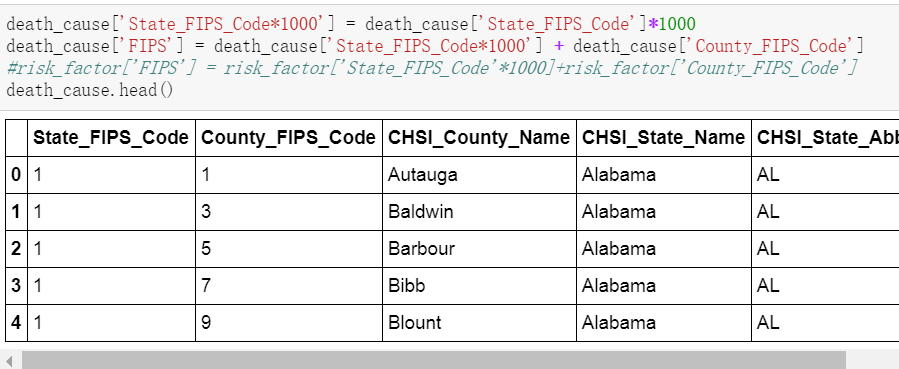 death_cause['State_FIPS_Code*1000'] = death_cause['State_FIPS_Code']*1000
death_cause['FIPS'] = death_cause['State_FIPS_Code*1000'] + death_cause['County_FIPS_Code']
#risk_factor['FIPS'] = risk_factor['State_FIPS_Code'*1000]+risk_factor['County_FIPS_Code']
death_cause.head()
State_FIPS_Code County_FIPS_Code CHSI_County_Name CHSI_State_Name CHSI_State_Abb
0 1 1 Autauga Alabama AL
1 1 3 Baldwin Alabama AL
2 1 5 Barbour Alabama AL
3 1 7 Bibb Alabama AL
4 1 9 Blount Alabama AL